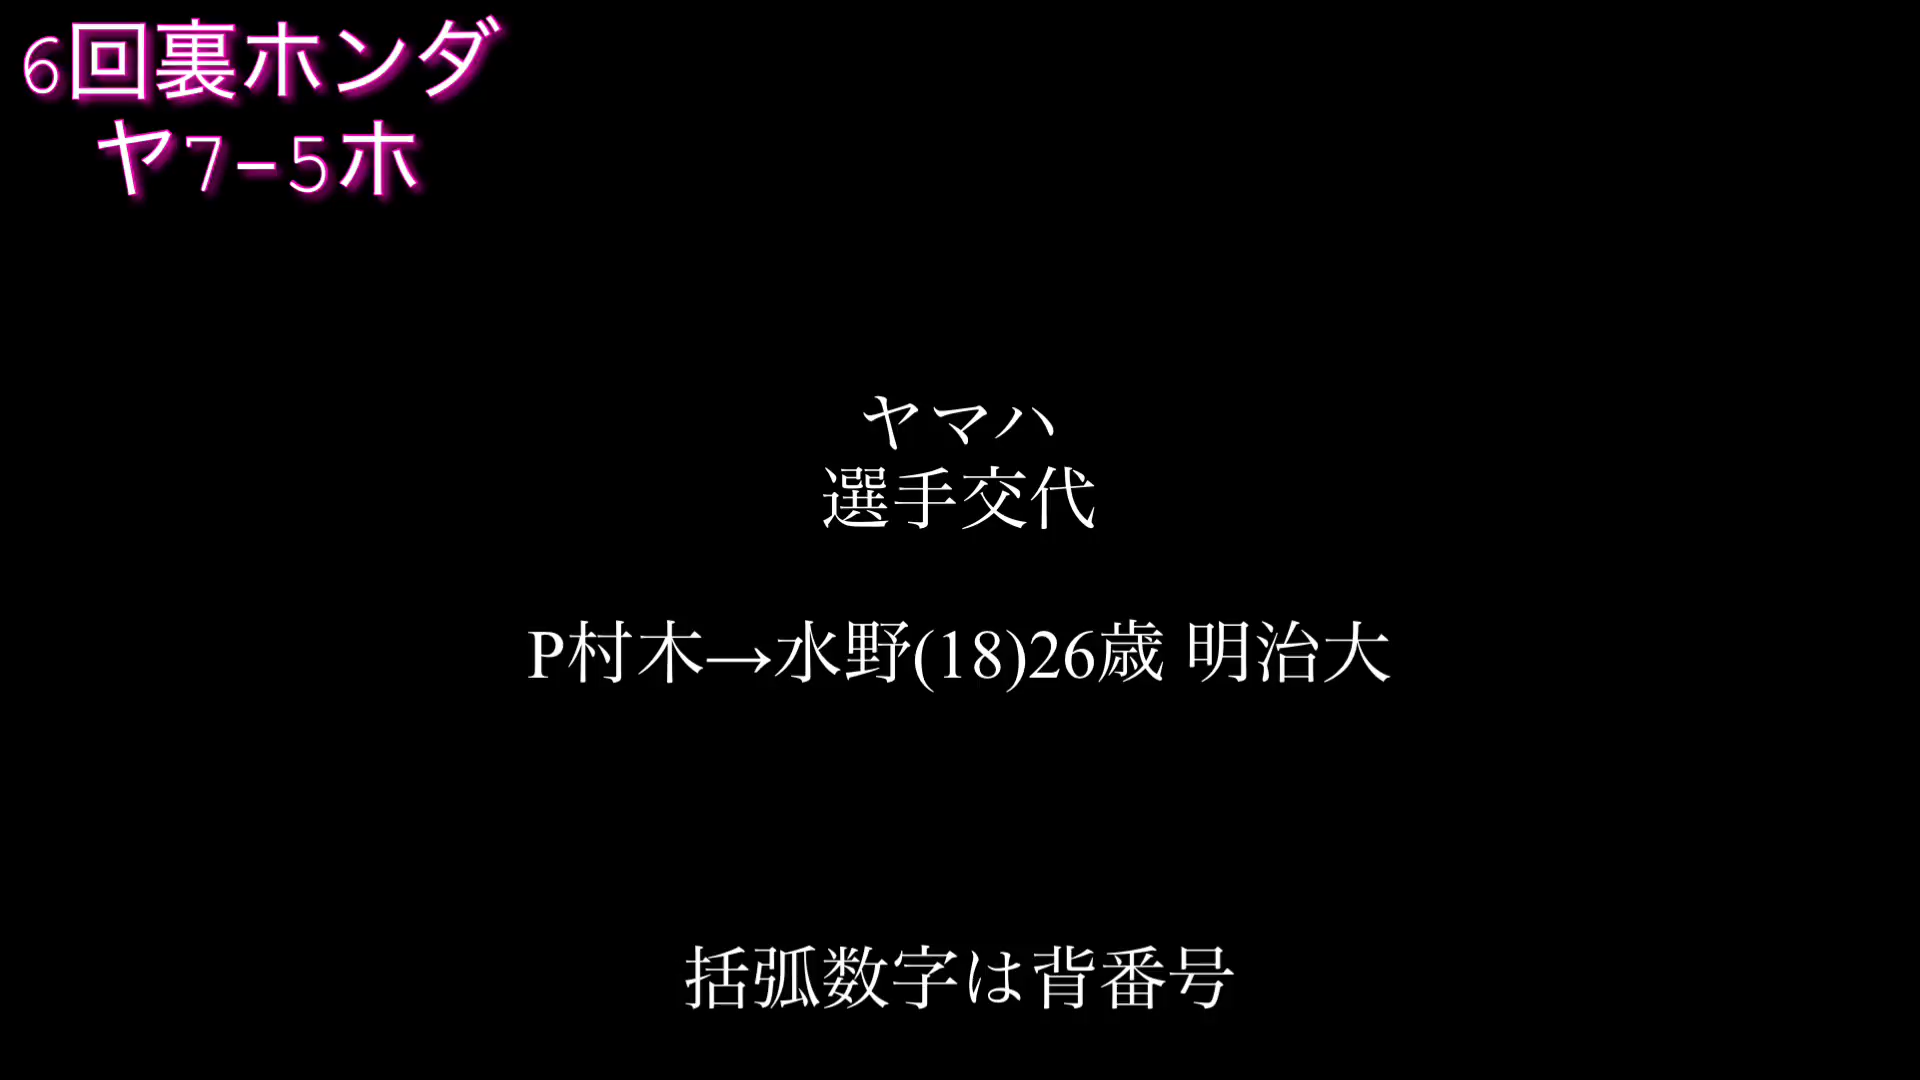 6回裏ホンダ
ヤ7-5ホ
ヤマハ
選手交代
P村木→水野(18)26歳 明治大
括弧数字は背番号